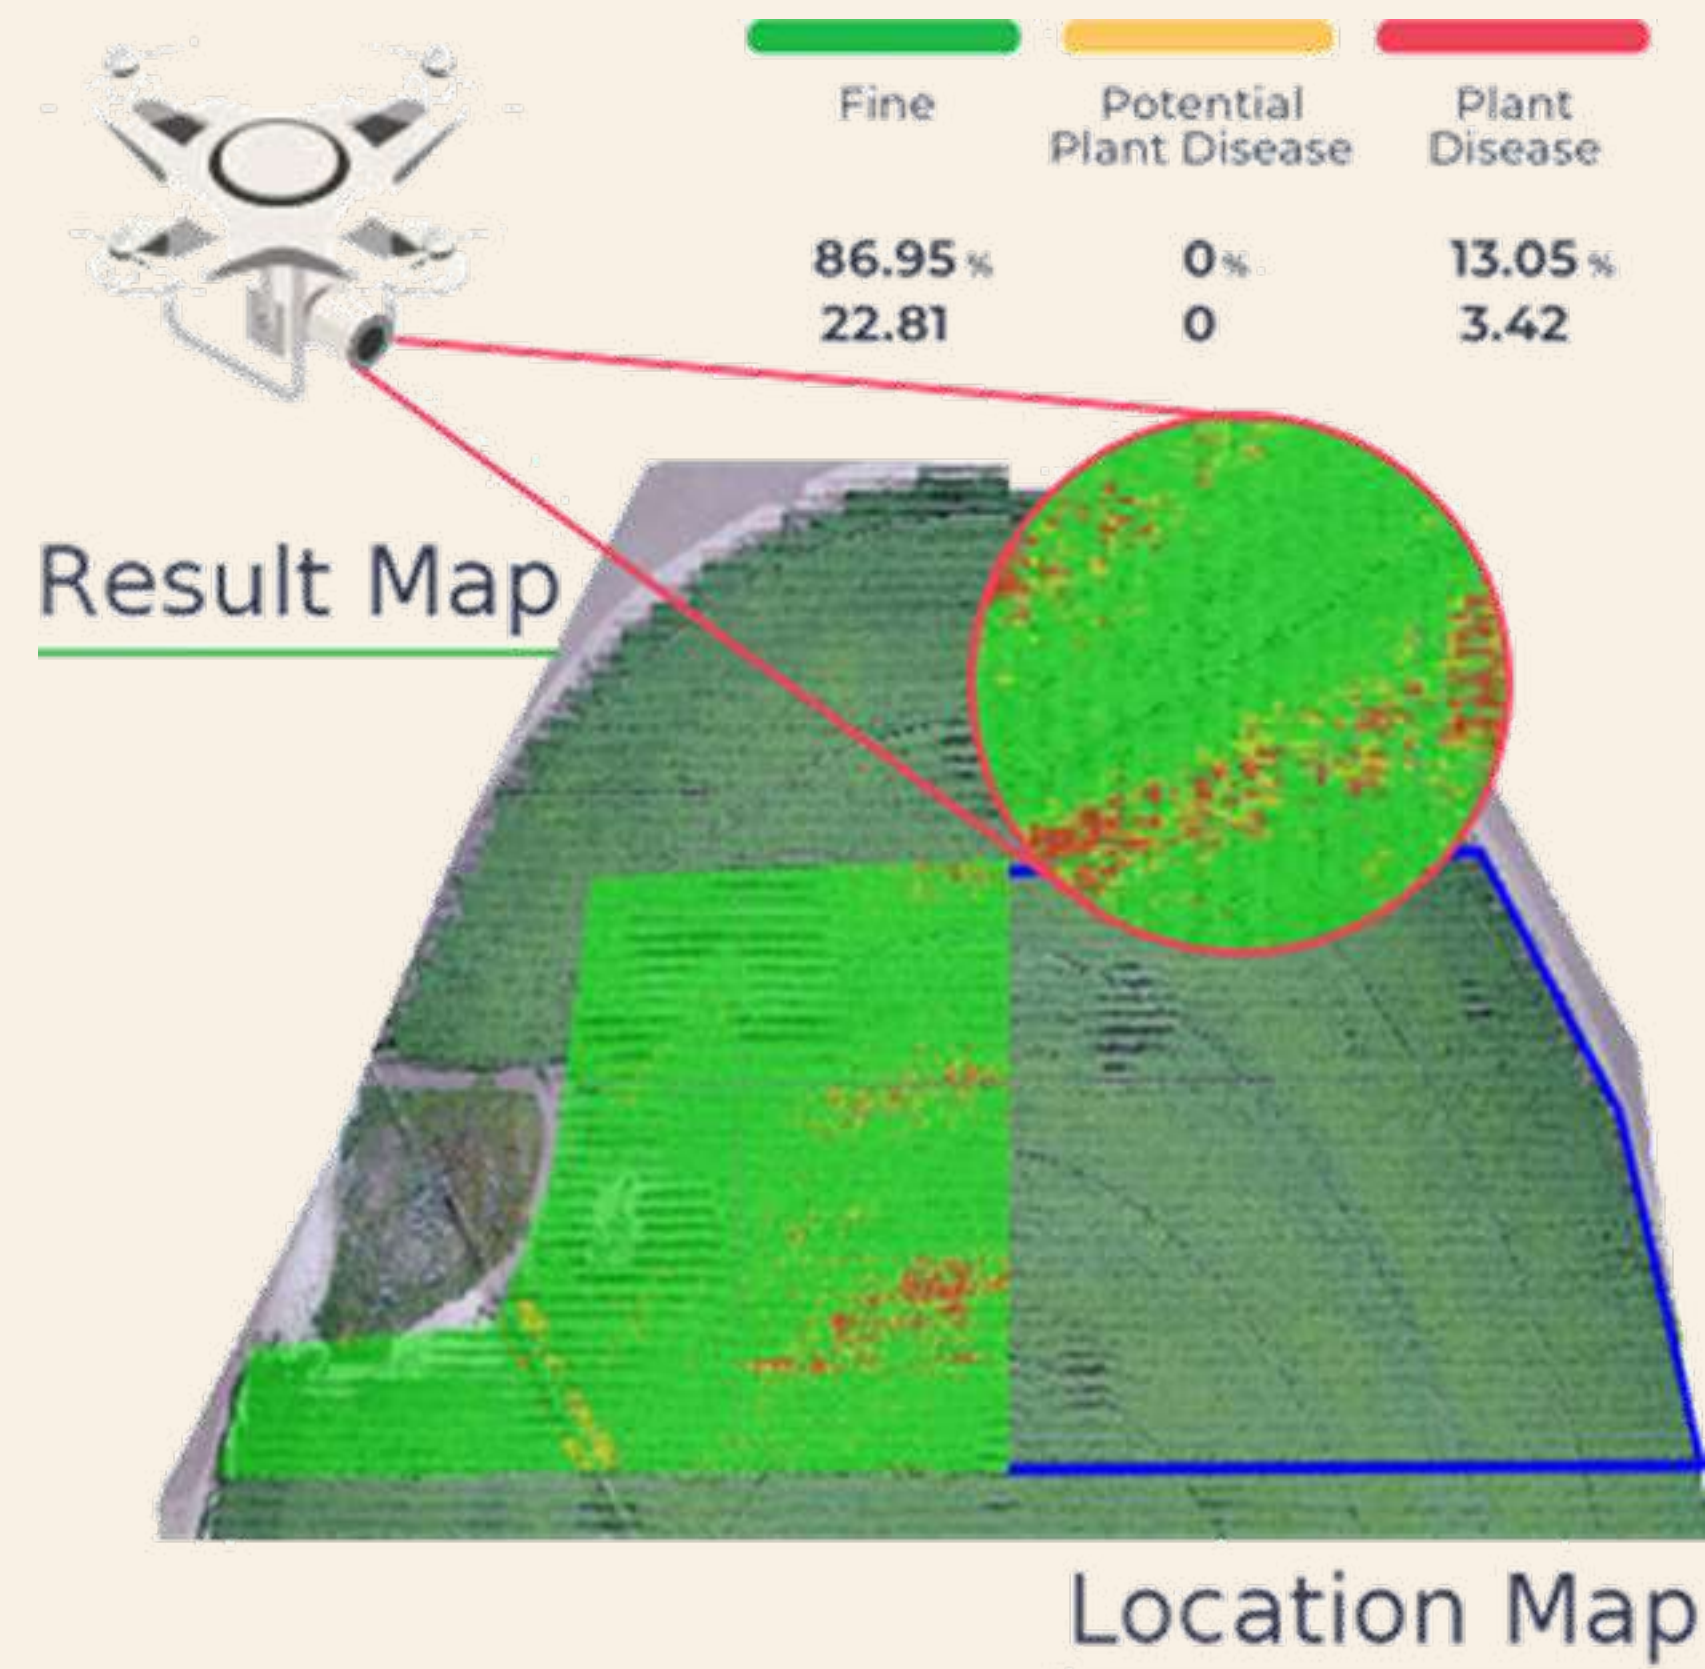 Fine
Potential
Plant Disease
Plant
Disease
86.95 %
0 %
13.05 %
22.81
0
3.42
Result Map
Location Map